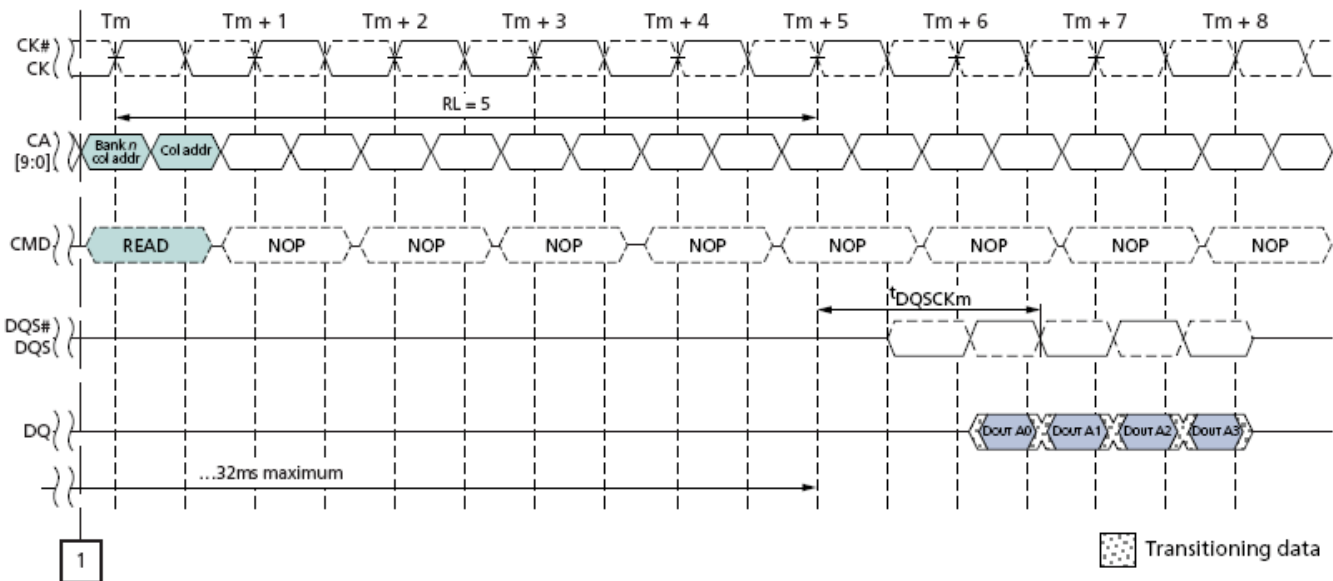 Tm Tm + 1 Tm + 2 Tm + 3 Tm + 4 Tm + 5 Tm + 6 Tm + 7 Tm + 8
CK#
CK
RL = 5
CA
[9:0]
Bank n
col addr
Col addr
CMD READ NOP NOP NOP NOP NOP NOP NOP NOP
tDQSCKm
DQS#
DQS
DQ DOUT A0 DOUT A1 DOUT A2 DOUT A3
...32ms maximum
1
Transitioning data